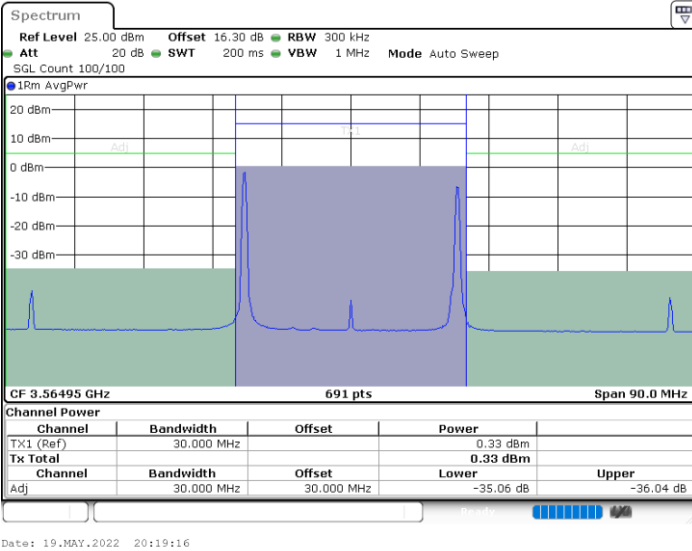 Spectrum
Ref Level 25.00 dBm Offset 16.30 dB RBW 300 kHz
Att 20 dB SWT 200 ms VBW 1 MHz Mode Auto Sweep
SGL Count 100/100
1Rm AvgPwr
20 dBm
TX1
10 dBm
Adj Adj
0 dBm
-10 dBm
-20 dBm
-30 dBm
CF 3.56495 GHz 691 pts Span 90.0 MHz
Channel Power
Channel Bandwidth Offset Power
TX1 (Ref) 30.000 MHz 0.33 dBm
Tx Total 0.33 dBm
Channel Bandwidth Offset Lower Upper
Adj 30.000 MHz 30.000 MHz -35.06 dB -36.04 dB
Ready
Date: 19.MAY.2022 20:19:16